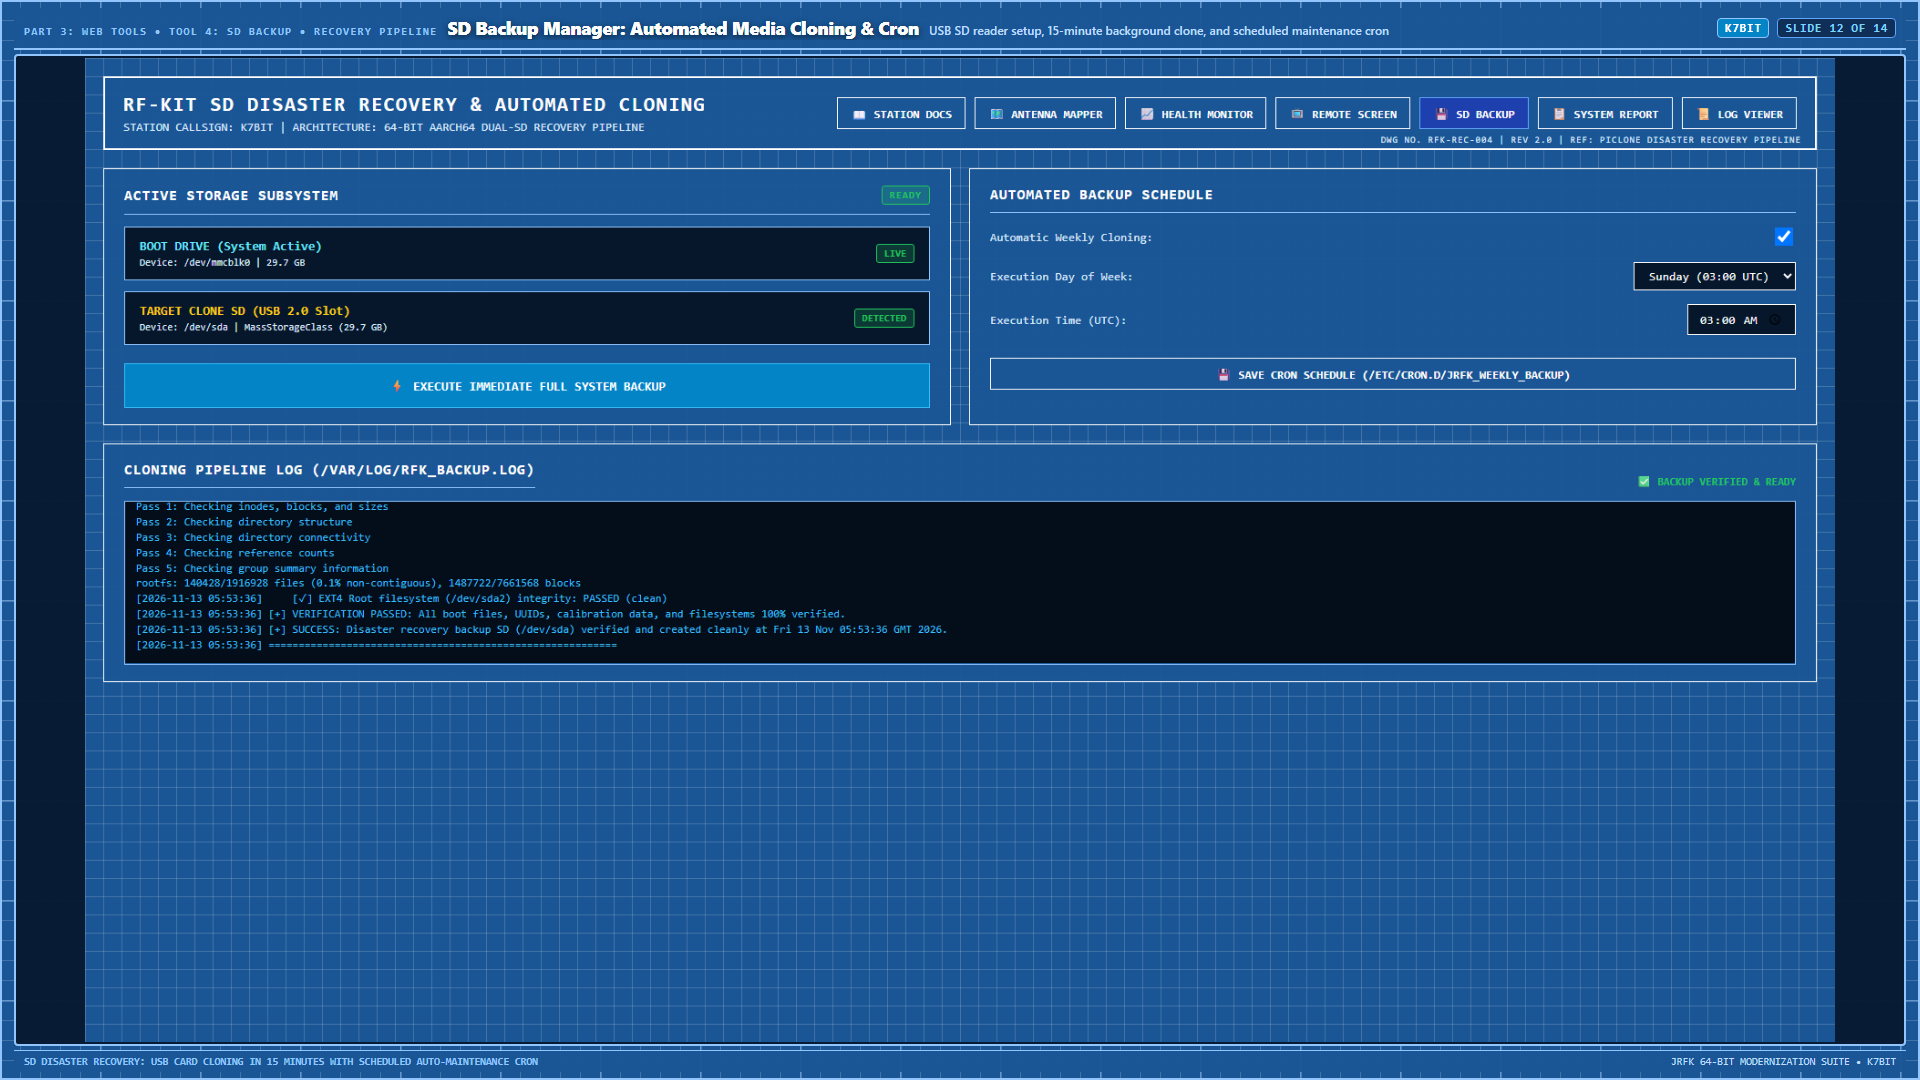 PART 3: WEB TOOLS • TOOL 4: SD BACKUP • RECOVERY PIPELINE SD Backup Manager: Automated Media Cloning & Cron USB SD reader setup, 15-minute background clone, and scheduled maintenance cron K7BIT SLIDE 12 OF 14
RF-KIT SD DISASTER RECOVERY & AUTOMATED CLONING
STATION CALLSIGN: K7BIT | ARCHITECTURE: 64-BIT AARCH64 DUAL-SD RECOVERY PIPELINE
STATION DOCS ANTENNA MAPPER HEALTH MONITOR REMOTE SCREEN SD BACKUP SYSTEM REPORT LOG VIEWER
DWG NO. RFK-REC-004 | REV 2.0 | REF: PICLONE DISASTER RECOVERY PIPELINE
ACTIVE STORAGE SUBSYSTEM READY
BOOT DRIVE (System Active)
Device: /dev/mmcblk0 | 29.7 GB
LIVE
TARGET CLONE SD (USB 2.0 Slot)
Device: /dev/sda | MassStorageClass (29.7 GB)
DETECTED
EXECUTE IMMEDIATE FULL SYSTEM BACKUP
AUTOMATED BACKUP SCHEDULE
Automatic Weekly Cloning:
Execution Day of Week: Sunday (03:00 UTC)
Execution Time (UTC): 03:00 AM
SAVE CRON SCHEDULE (/ETC/CRON.D/JRFK_WEEKLY_BACKUP)
CLONING PIPELINE LOG (/VAR/LOG/RFK_BACKUP.LOG)
BACKUP VERIFIED & READY
Pass 1: Checking inodes, blocks, and sizes
Pass 2: Checking directory structure
Pass 3: Checking directory connectivity
Pass 4: Checking reference counts
Pass 5: Checking group summary information
rootfs: 140428/1916928 files (0.1% non-contiguous), 1487722/7661568 blocks
[2026-11-13 05:53:36] [✓] EXT4 Root filesystem (/dev/sda2) integrity: PASSED (clean)
[2026-11-13 05:53:36] [+] VERIFICATION PASSED: All boot files, UUIDs, calibration data, and filesystems 100% verified.
[2026-11-13 05:53:36] [+] SUCCESS: Disaster recovery backup SD (/dev/sda) verified and created cleanly at Fri 13 Nov 05:53:36 GMT 2026.
[2026-11-13 05:53:36] ==========================================================
SD DISASTER RECOVERY: USB CARD CLONING IN 15 MINUTES WITH SCHEDULED AUTO-MAINTENANCE CRON
JRFK 64-BIT MODERNIZATION SUITE • K7BIT